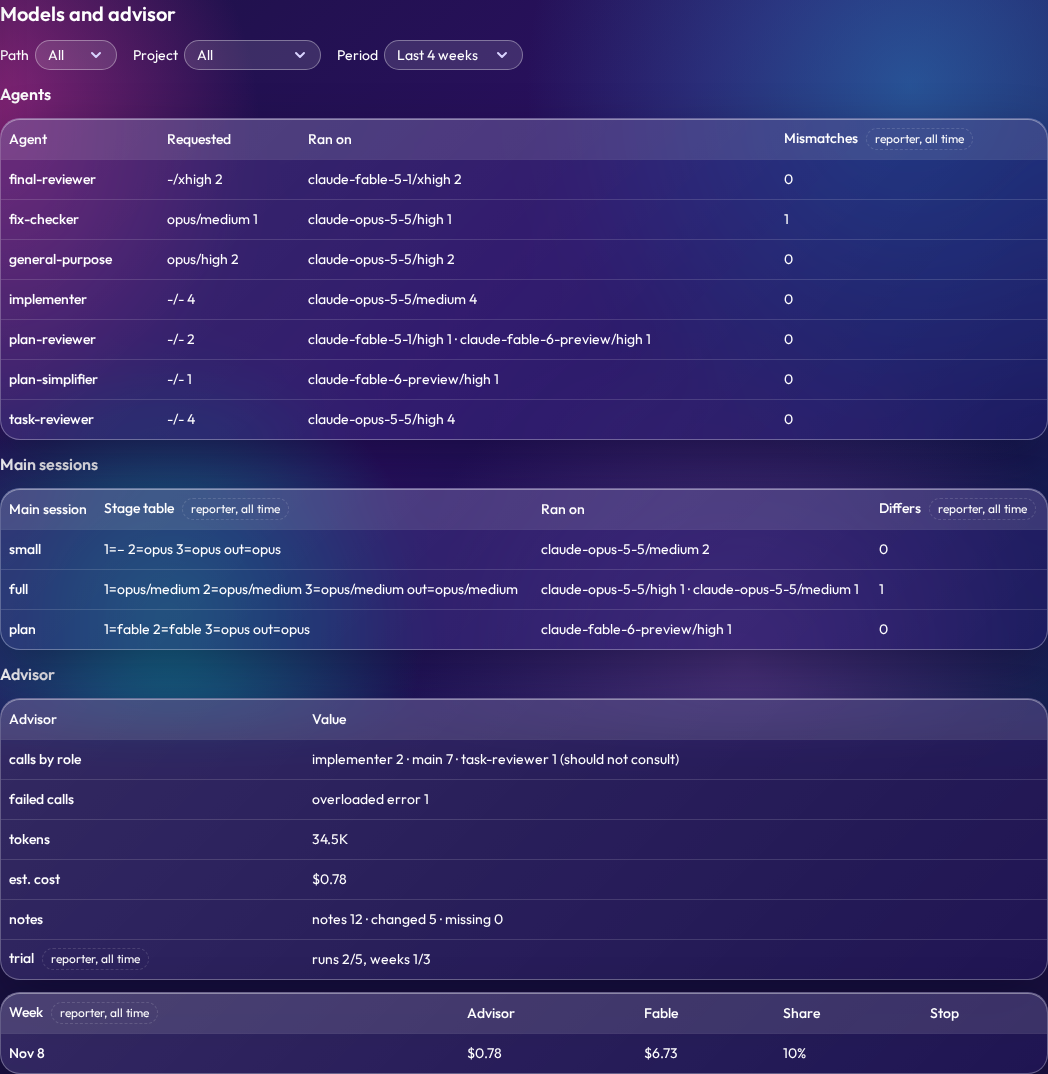 Models and advisor
Path All Project All Period Last 4 weeks
Agents
Agent Requested Ran on Mismatches reporter, all time
final-reviewer -/xhigh 2 claude-fable-5-1/xhigh 2 0
fix-checker opus/medium 1 claude-opus-5-5/high 1 1
general-purpose opus/high 2 claude-opus-5-5/high 2 0
implementer -/- 4 claude-opus-5-5/medium 4 0
plan-reviewer -/- 2 claude-fable-5-1/high 1 · claude-fable-6-preview/high 1 0
plan-simplifier -/- 1 claude-fable-6-preview/high 1 0
task-reviewer -/- 4 claude-opus-5-5/high 4 0
Main sessions
Main session Stage table reporter, all time Ran on Differs reporter, all time
small 1=– 2=opus 3=opus out=opus claude-opus-5-5/medium 2 0
full 1=opus/medium 2=opus/medium 3=opus/medium out=opus/medium claude-opus-5-5/high 1 · claude-opus-5-5/medium 1 1
plan 1=fable 2=fable 3=opus out=opus claude-fable-6-preview/high 1 0
Advisor
Advisor Value
calls by role implementer 2 · main 7 · task-reviewer 1 (should not consult)
failed calls overloaded error 1
tokens 34.5K
est. cost $0.78
notes notes 12 · changed 5 · missing 0
trial reporter, all time runs 2/5, weeks 1/3
Week reporter, all time Advisor Fable Share Stop
Nov 8 $0.78 $6.73 10%